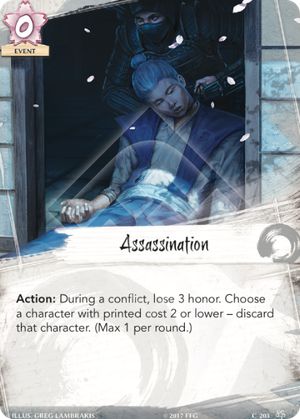 0
EVENT
Assassination
Action: During a conflict, lose 3 honor. Choose
a character with printed cost 2 or lower – discard
that character. (Max 1 per round.)
ILLUS. GREG LAMBRAKIS
© 2017 FFG
C 203